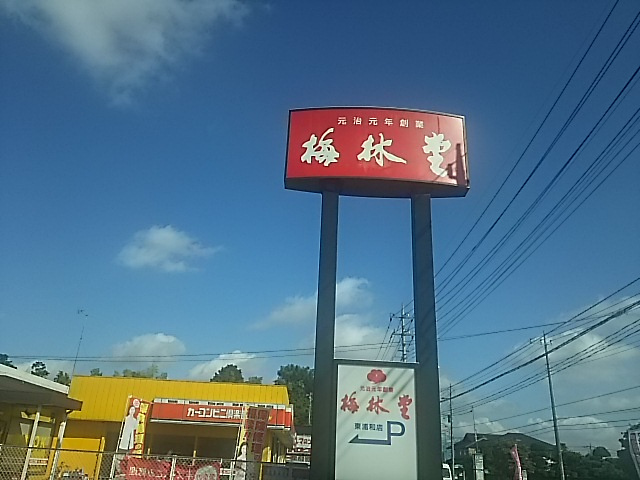 元治元年創業
梅林堂
元治元年創業
梅林堂
東浦和店
P
カーコンビニ倶楽部